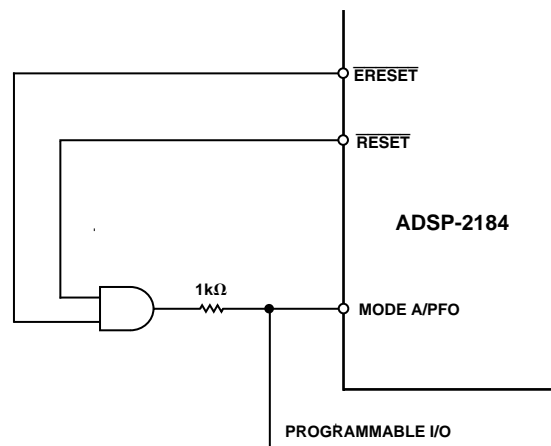 ERESET
RESET
ADSP-2184
1kΩ
MODE A/PFO
PROGRAMMABLE I/O